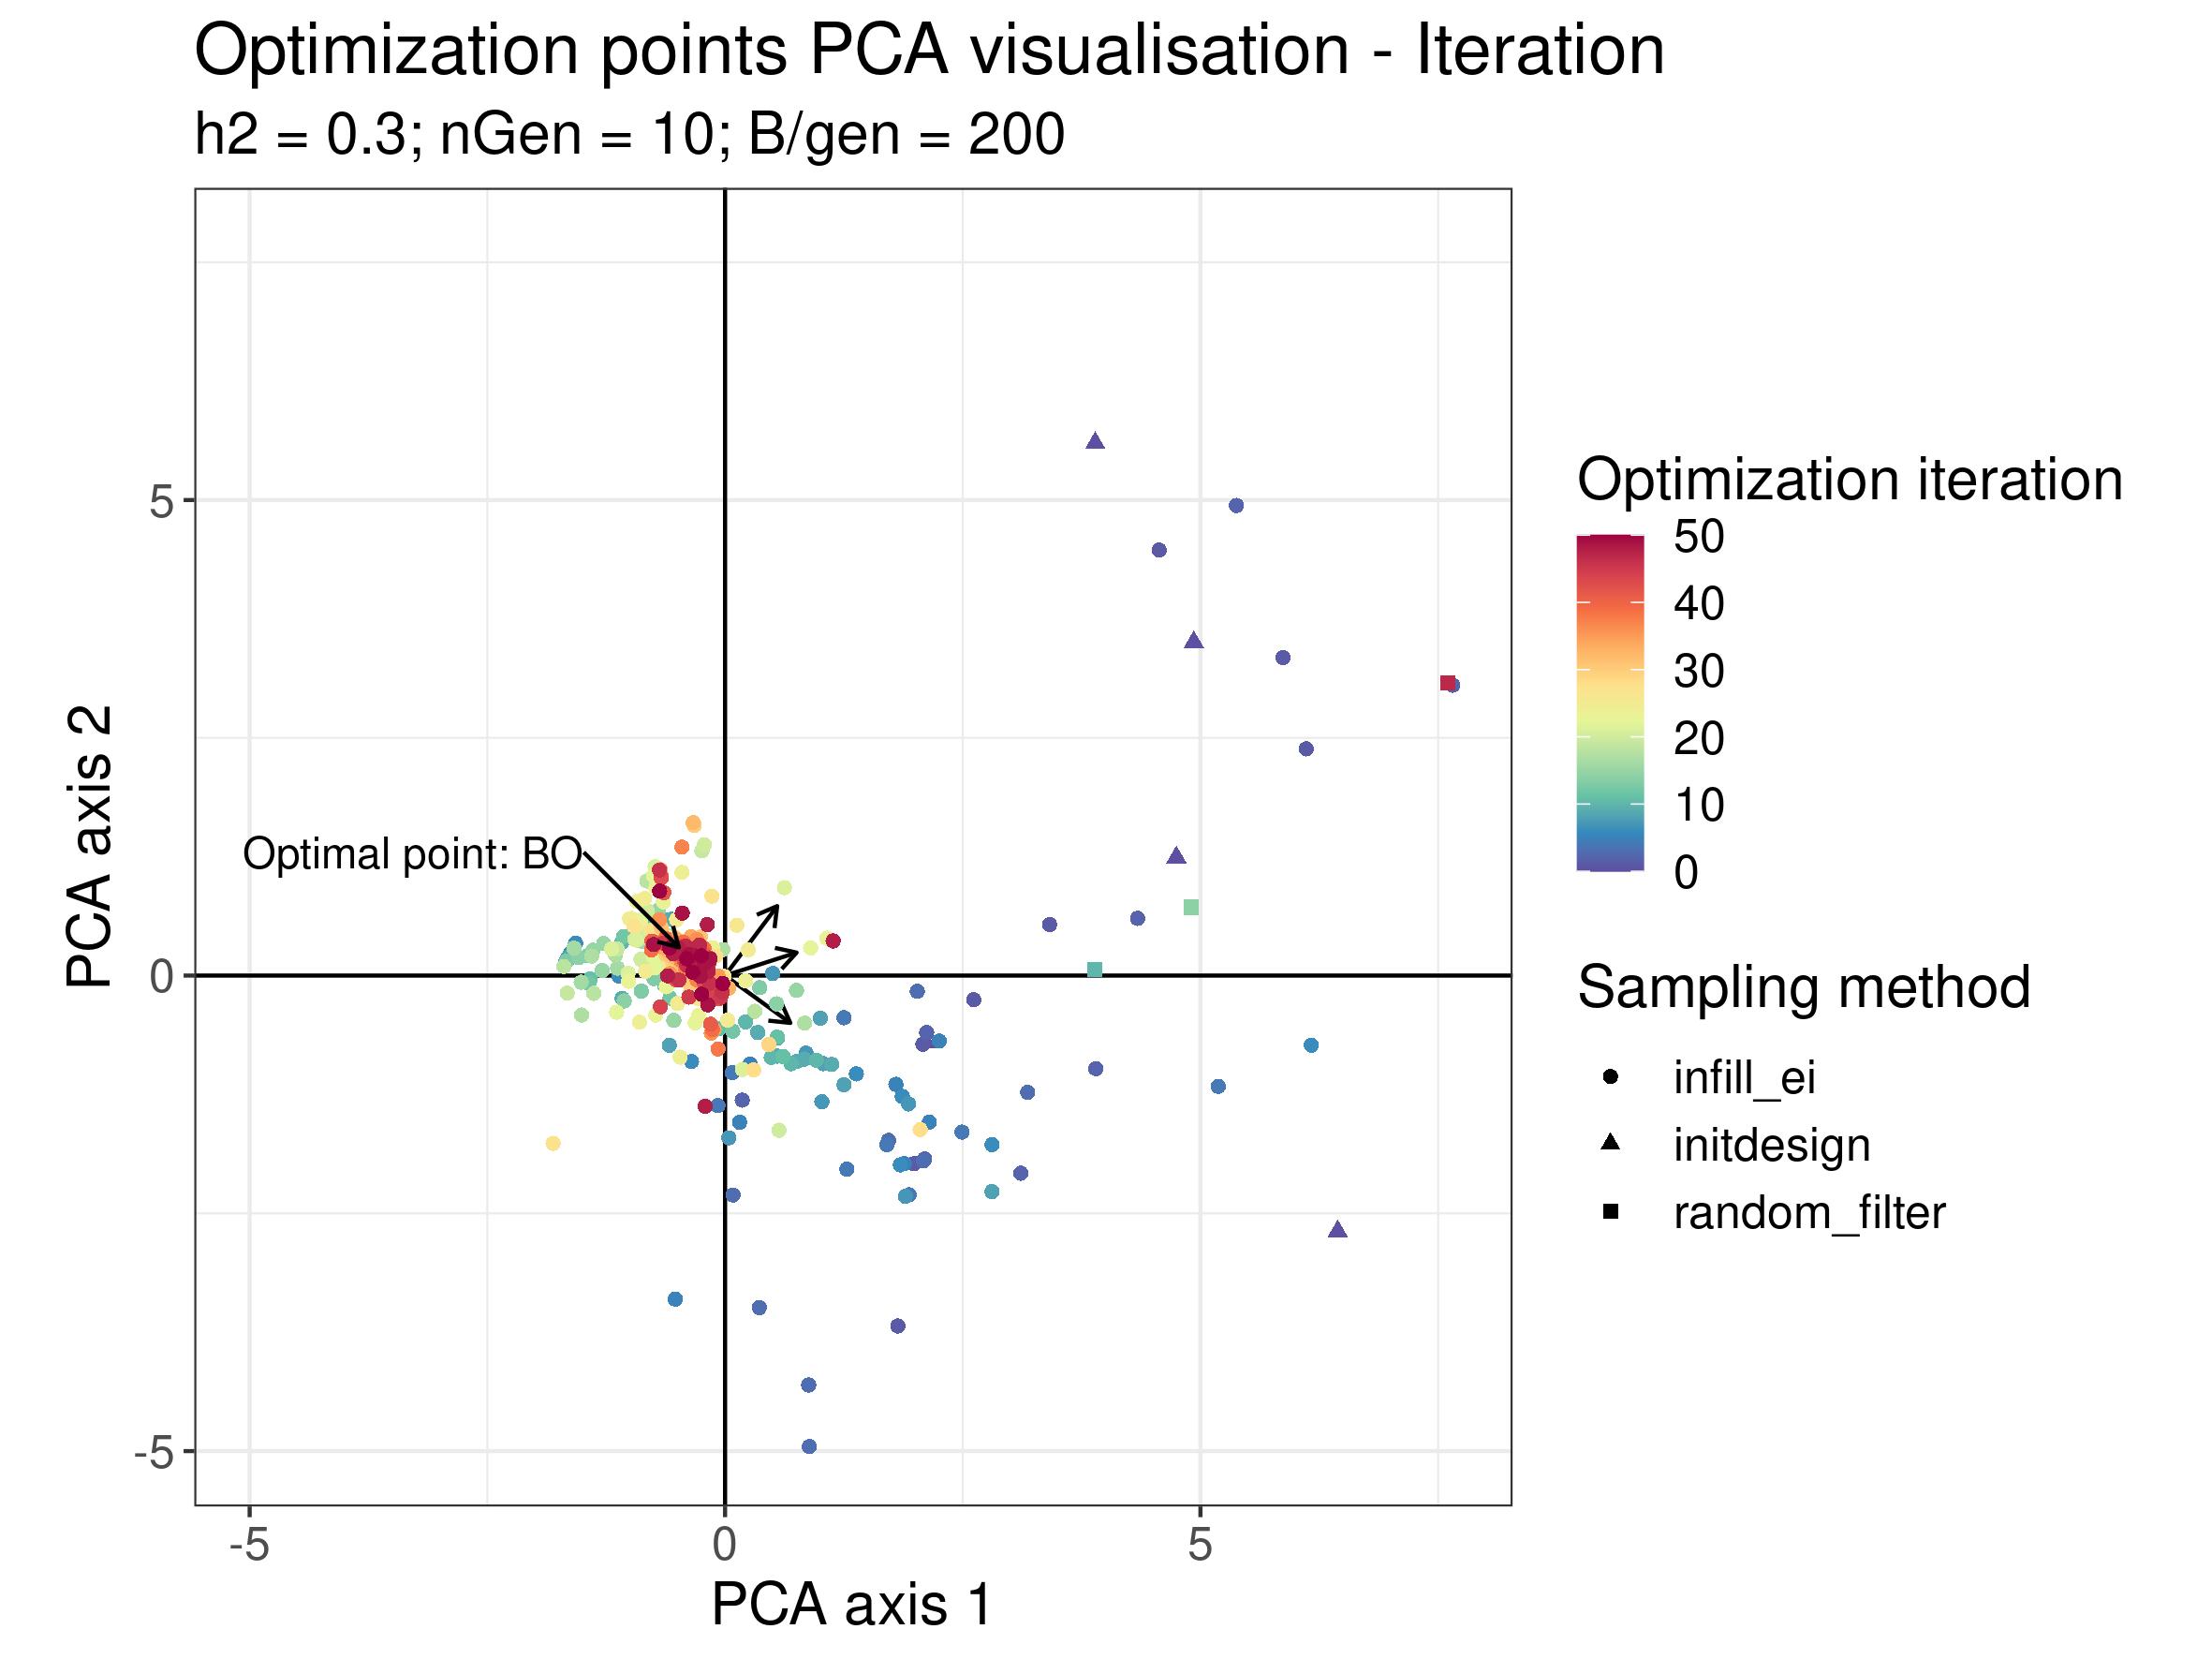 Optimization points PCA visualisation - Iteration
h2 = 0.3; nGen = 10; B/gen = 200
PCA axis 2
5
0
-5
Optimal point: BO
-5
0
5
PCA axis 1
Optimization iteration
50
40
30
20
10
0
Sampling method
infill_ei
initdesign
random_filter